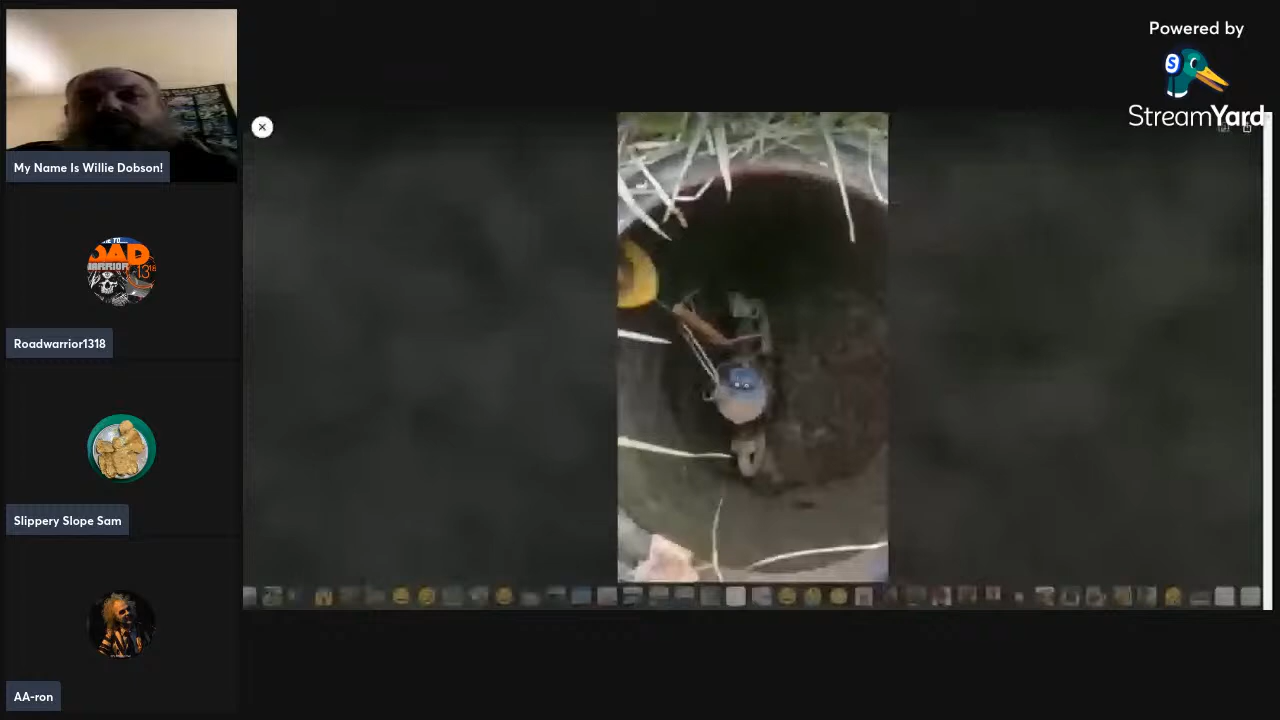 Powered by
StreamYard
My Name Is Willie Dobson!
Roadwarrior1318
Slippery Slope Sam
AA-ron